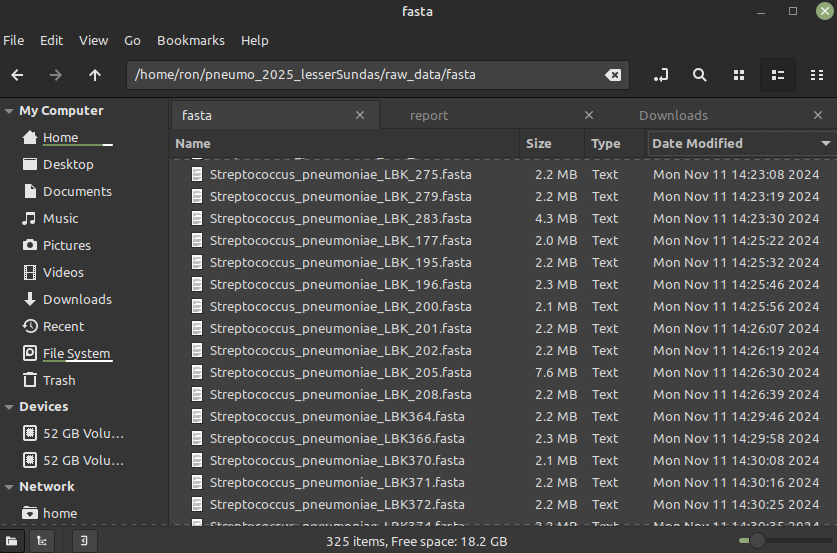 fasta
File Edit View Go Bookmarks Help
/home/ron/pneumo_2025_lesserSundas/raw_data/fasta
My Computer
Home
Desktop
Documents
Music
Pictures
Videos
Downloads
Recent
File System
Trash
Devices
52 GB Volu...
52 GB Volu...
Network
home
fasta report Downloads
Name Size Type Date Modified
Streptococcus_pneumoniae_LBK_275.fasta 2.2 MB Text Mon Nov 11 14:23:08 2024
Streptococcus_pneumoniae_LBK_279.fasta 2.2 MB Text Mon Nov 11 14:23:19 2024
Streptococcus_pneumoniae_LBK_283.fasta 4.3 MB Text Mon Nov 11 14:23:30 2024
Streptococcus_pneumoniae_LBK_177.fasta 2.0 MB Text Mon Nov 11 14:25:22 2024
Streptococcus_pneumoniae_LBK_195.fasta 2.2 MB Text Mon Nov 11 14:25:32 2024
Streptococcus_pneumoniae_LBK_196.fasta 2.3 MB Text Mon Nov 11 14:25:46 2024
Streptococcus_pneumoniae_LBK_200.fasta 2.1 MB Text Mon Nov 11 14:25:56 2024
Streptococcus_pneumoniae_LBK_201.fasta 2.2 MB Text Mon Nov 11 14:26:07 2024
Streptococcus_pneumoniae_LBK_202.fasta 2.2 MB Text Mon Nov 11 14:26:19 2024
Streptococcus_pneumoniae_LBK_205.fasta 7.6 MB Text Mon Nov 11 14:26:30 2024
Streptococcus_pneumoniae_LBK_208.fasta 2.2 MB Text Mon Nov 11 14:26:39 2024
Streptococcus_pneumoniae_LBK364.fasta 2.2 MB Text Mon Nov 11 14:29:46 2024
Streptococcus_pneumoniae_LBK366.fasta 2.3 MB Text Mon Nov 11 14:29:58 2024
Streptococcus_pneumoniae_LBK370.fasta 2.1 MB Text Mon Nov 11 14:30:08 2024
Streptococcus_pneumoniae_LBK371.fasta 2.2 MB Text Mon Nov 11 14:30:16 2024
Streptococcus_pneumoniae_LBK372.fasta 2.2 MB Text Mon Nov 11 14:30:25 2024
325 items, Free space: 18.2 GB